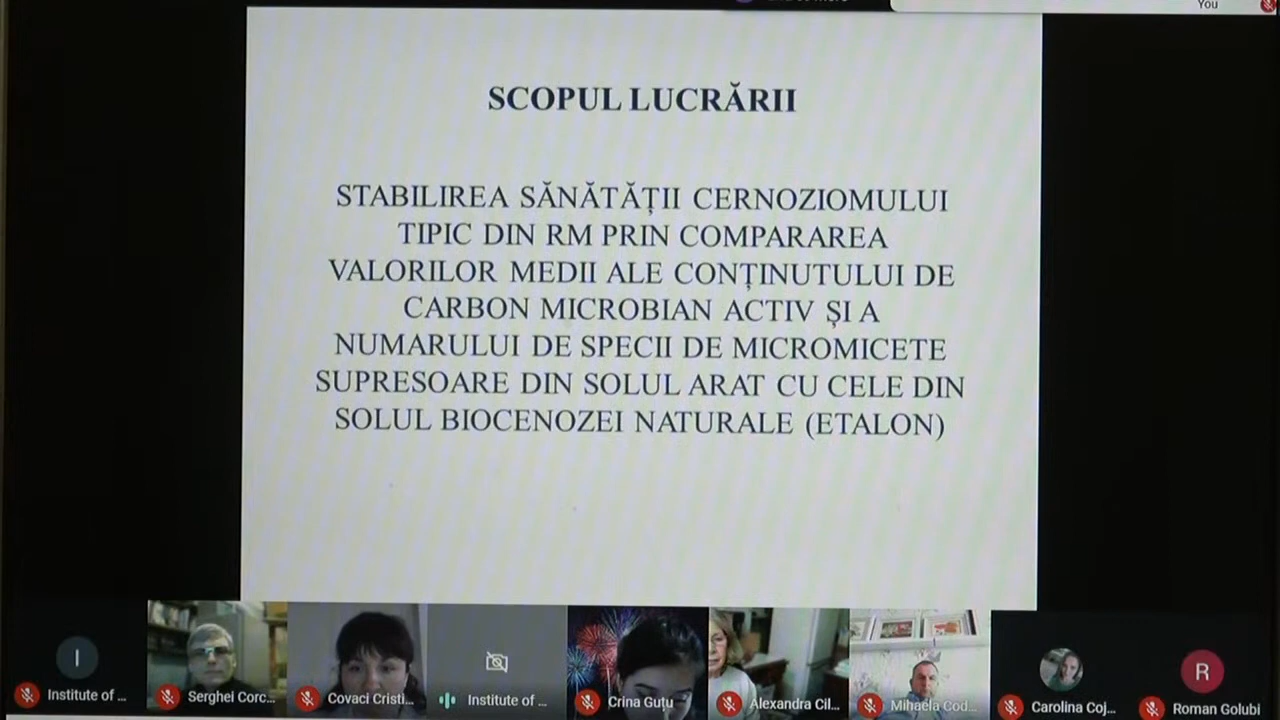 You
SCOPUL LUCRĂRII
STABILIREA SĂNĂTĂȚII CERNOZIOMULUI
TIPIC DIN RM PRIN COMPARAREA
VALORILOR MEDII ALE CONȚINUTULUI DE
CARBON MICROBIAN ACTIV ȘI A
NUMARULUI DE SPECII DE MICROMICETE
SUPRESOARE DIN SOLUL ARAT CU CELE DIN
SOLUL BIOCENOZEI NATURALE (ETALON)
I
R
Institute of ...
Serghei Corc...
Covaci Cristi...
Institute of ...
Crina Guțu
Alexandra Cil...
Mihaela Cod...
Carolina Coj...
Roman Golubi